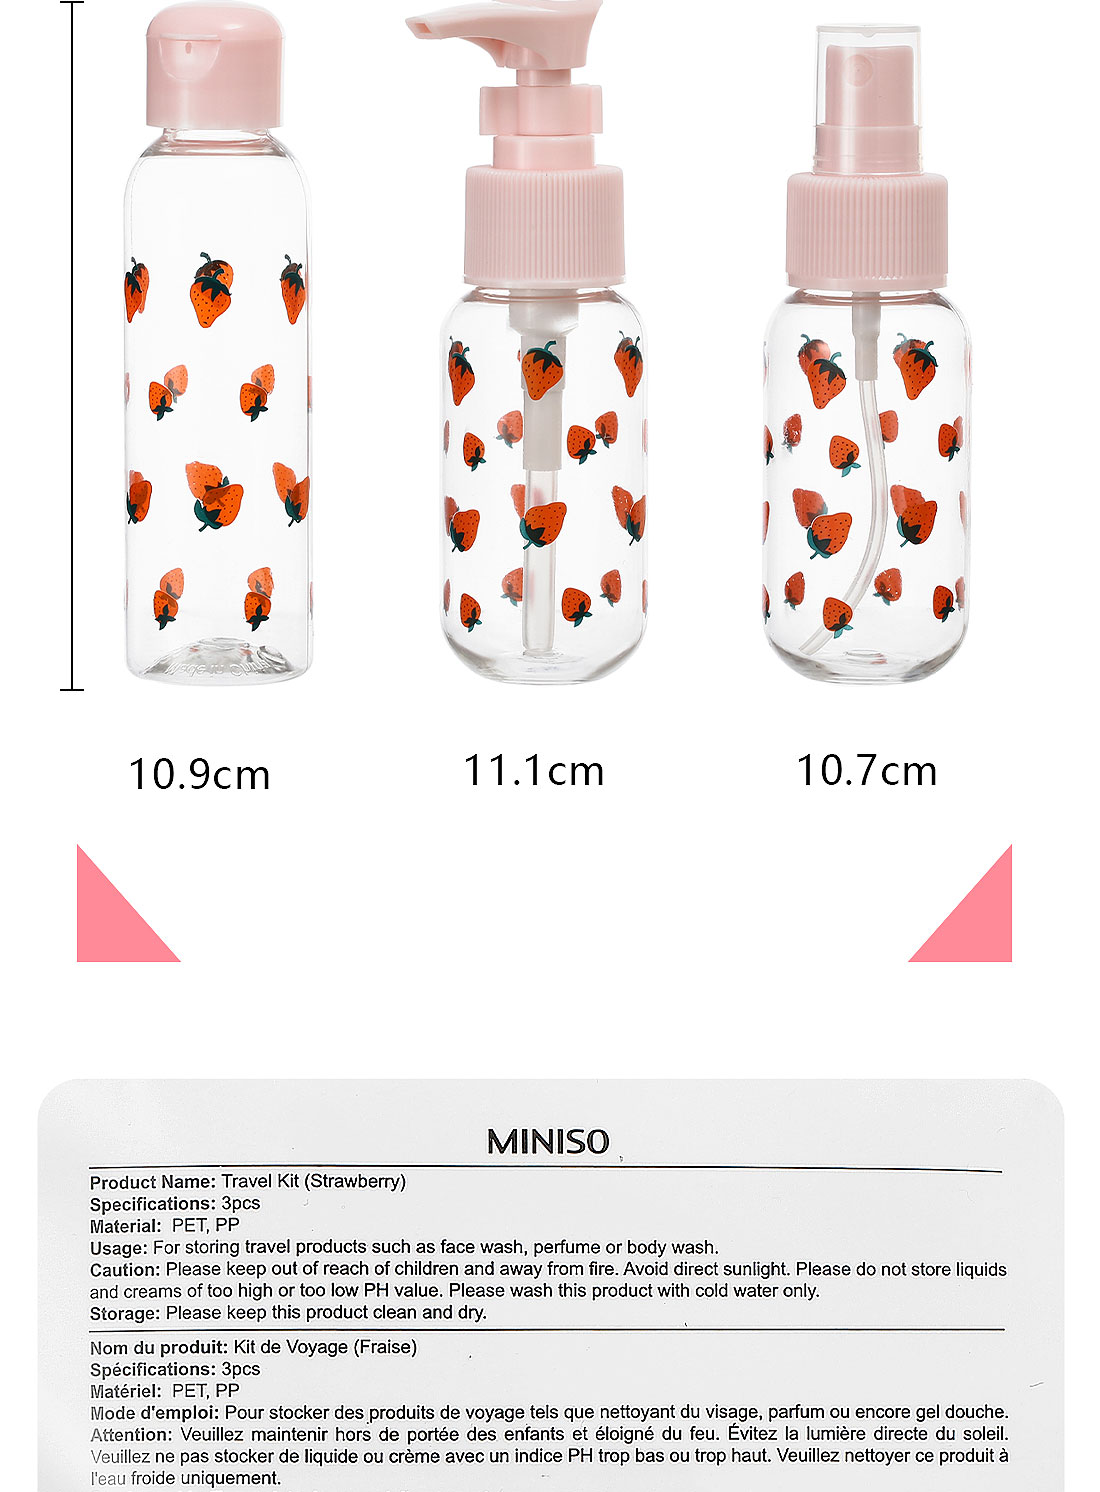 MADE IN CHINA
10.9cm
11.1cm
10.7cm
MINISO
Product Name: Travel Kit (Strawberry)
Specifications: 3pcs
Material: PET, PP
Usage: For storing travel products such as face wash, perfume or body wash.
Caution: Please keep out of reach of children and away from fire. Avoid direct sunlight. Please do not store liquids
and creams of too high or too low PH value. Please wash this product with cold water only.
Storage: Please keep this product clean and dry.
Nom du produit: Kit de Voyage (Fraise)
Spécifications: 3pcs
Matériel: PET, PP
Mode d'emploi: Pour stocker des produits de voyage tels que nettoyant du visage, parfum ou encore gel douche.
Attention: Veuillez maintenir hors de portée des enfants et éloigné du feu. Évitez la lumière directe du soleil.
Veuillez ne pas stocker de liquide ou crème avec un indice PH trop bas ou trop haut. Veuillez nettoyer ce produit à
l'eau froide uniquement.